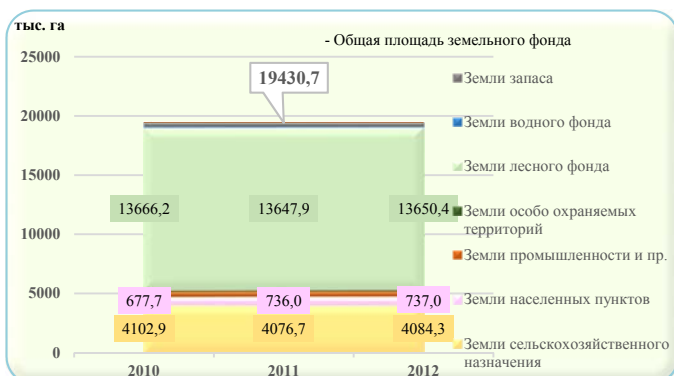 тыс. га
- Общая площадь земельного фонда
25000
19430,7
Земли запаса
20000
Земли водного фонда
15000
Земли лесного фонда
13666,2 13647,9 13650,4
Земли особо охраняемых
территорий
10000
Земли промышленности и пр.
5000
677,7 736,0 737,0
Земли населенных пунктов
4102,9 4076,7 4084,3
Земли сельскохозяйственного
назначения
0
2010 2011 2012